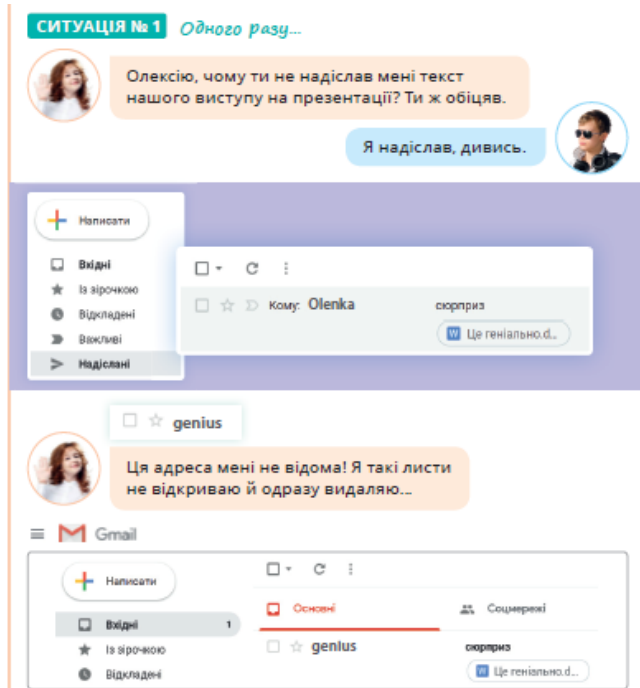 СИТУАЦІЯ № 1 Одного разу...
Олексію, чому ти не надіслав мені текст
нашого виступу на презентації? Ти ж обіцяв.
Я надіслав, дивись.
Написати
Вхідні
Із зірочкою
Відкладені
Важливі
Надіслані
Кому: Olenka сюрприз
W Це геніально.d...
genius
Ця адреса мені не відома! Я такі листи
не відкриваю й одразу видаляю...
Gmail
Написати
Вхідні 1
Із зірочкою
Відкладені
Основні Соцмережі
genius сюрприз
W Це геніально.d...